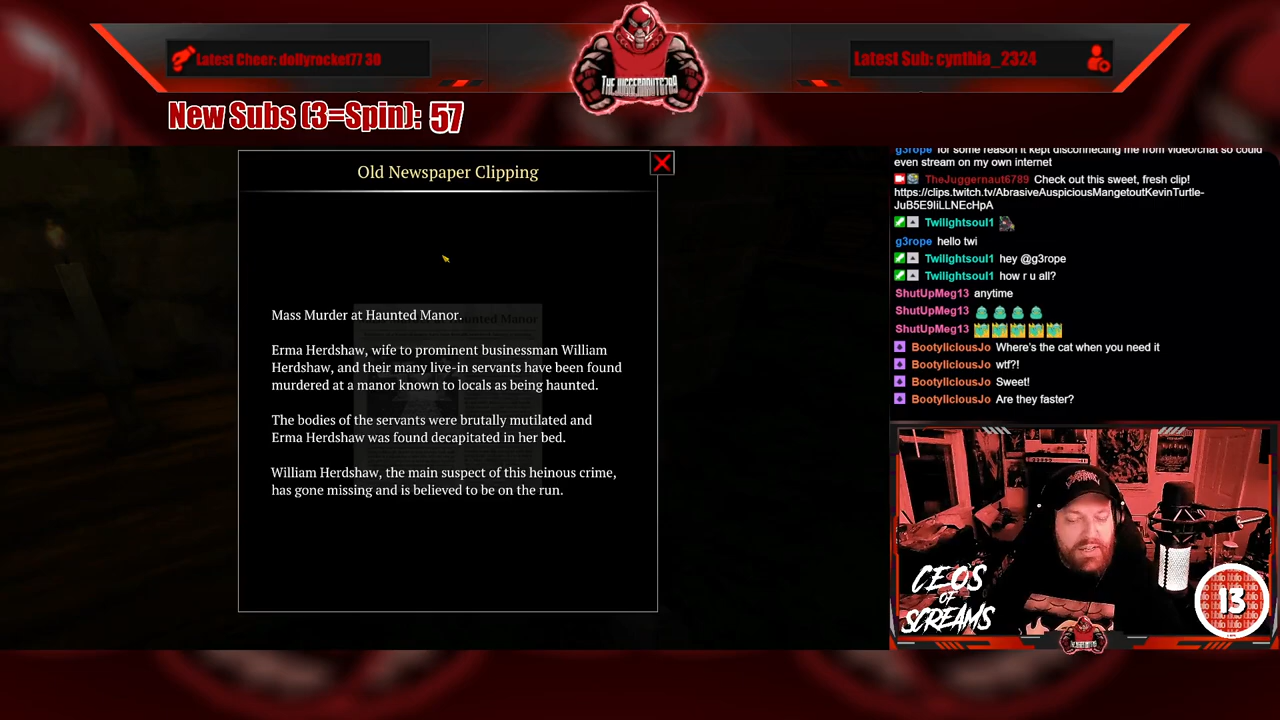 Latest Cheer: dollyrocket77 30
THEJUGGERNAUT6789
Latest Sub: cynthia_2324
New Subs (3=Spin): 57
Old Newspaper Clipping
Mass Murder at Haunted Manor.
Erma Herdshaw, wife to prominent businessman William
Herdshaw, and their many live-in servants have been found
murdered at a manor known to locals as being haunted.
The bodies of the servants were brutally mutilated and
Erma Herdshaw was found decapitated in her bed.
William Herdshaw, the main suspect of this heinous crime,
has gone missing and is believed to be on the run.
g3rope for some reason it kept disconnecting me from video/chat so could
even stream on my own internet
TheJuggernaut6789 Check out this sweet, fresh clip!
https://clips.twitch.tv/AbrasiveAuspiciousMangetoutKevinTurtle-
JuB5E9IiLLNEcHpA
Twilightsoul1
g3rope hello twi
Twilightsoul1 hey @g3rope
Twilightsoul1 how r u all?
ShutUpMeg13 anytime
ShutUpMeg13
ShutUpMeg13
BootyliciousJo Where's the cat when you need it
BootyliciousJo wtf?!
BootyliciousJo Sweet!
BootyliciousJo Are they faster?
CEOS
OF
SCREAMS
13